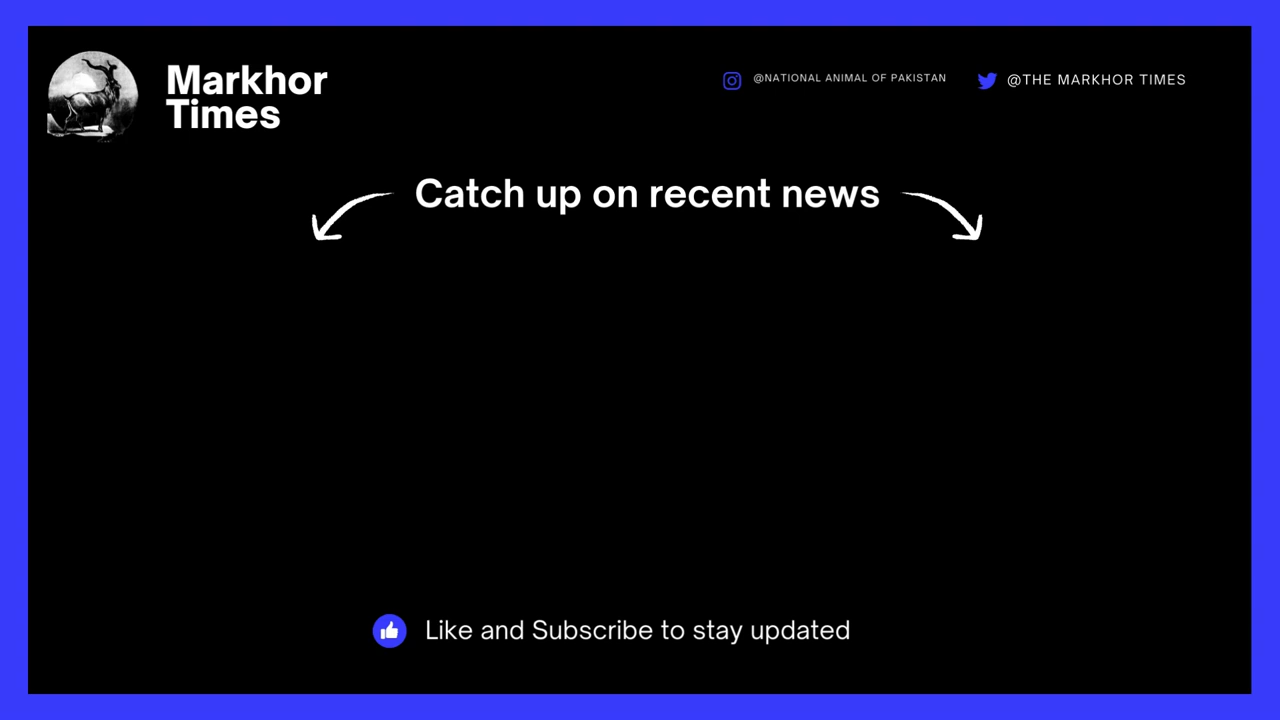 Markhor
Times
@NATIONAL ANIMAL OF PAKISTAN
@THE MARKHOR TIMES
Catch up on recent news
Like and Subscribe to stay updated